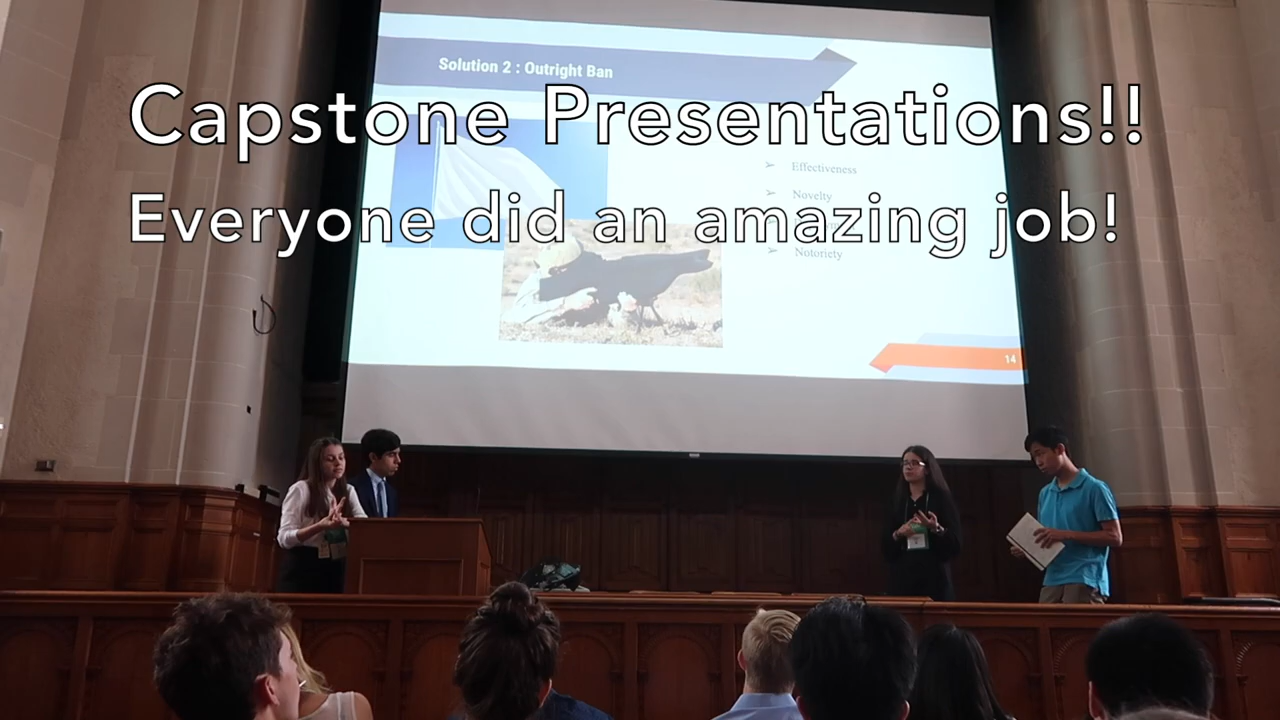 Solution 2 : Outright Ban
Capstone Presentations!!
Effectiveness
Novelty
Everyone did an amazing job!
Notoriety
14